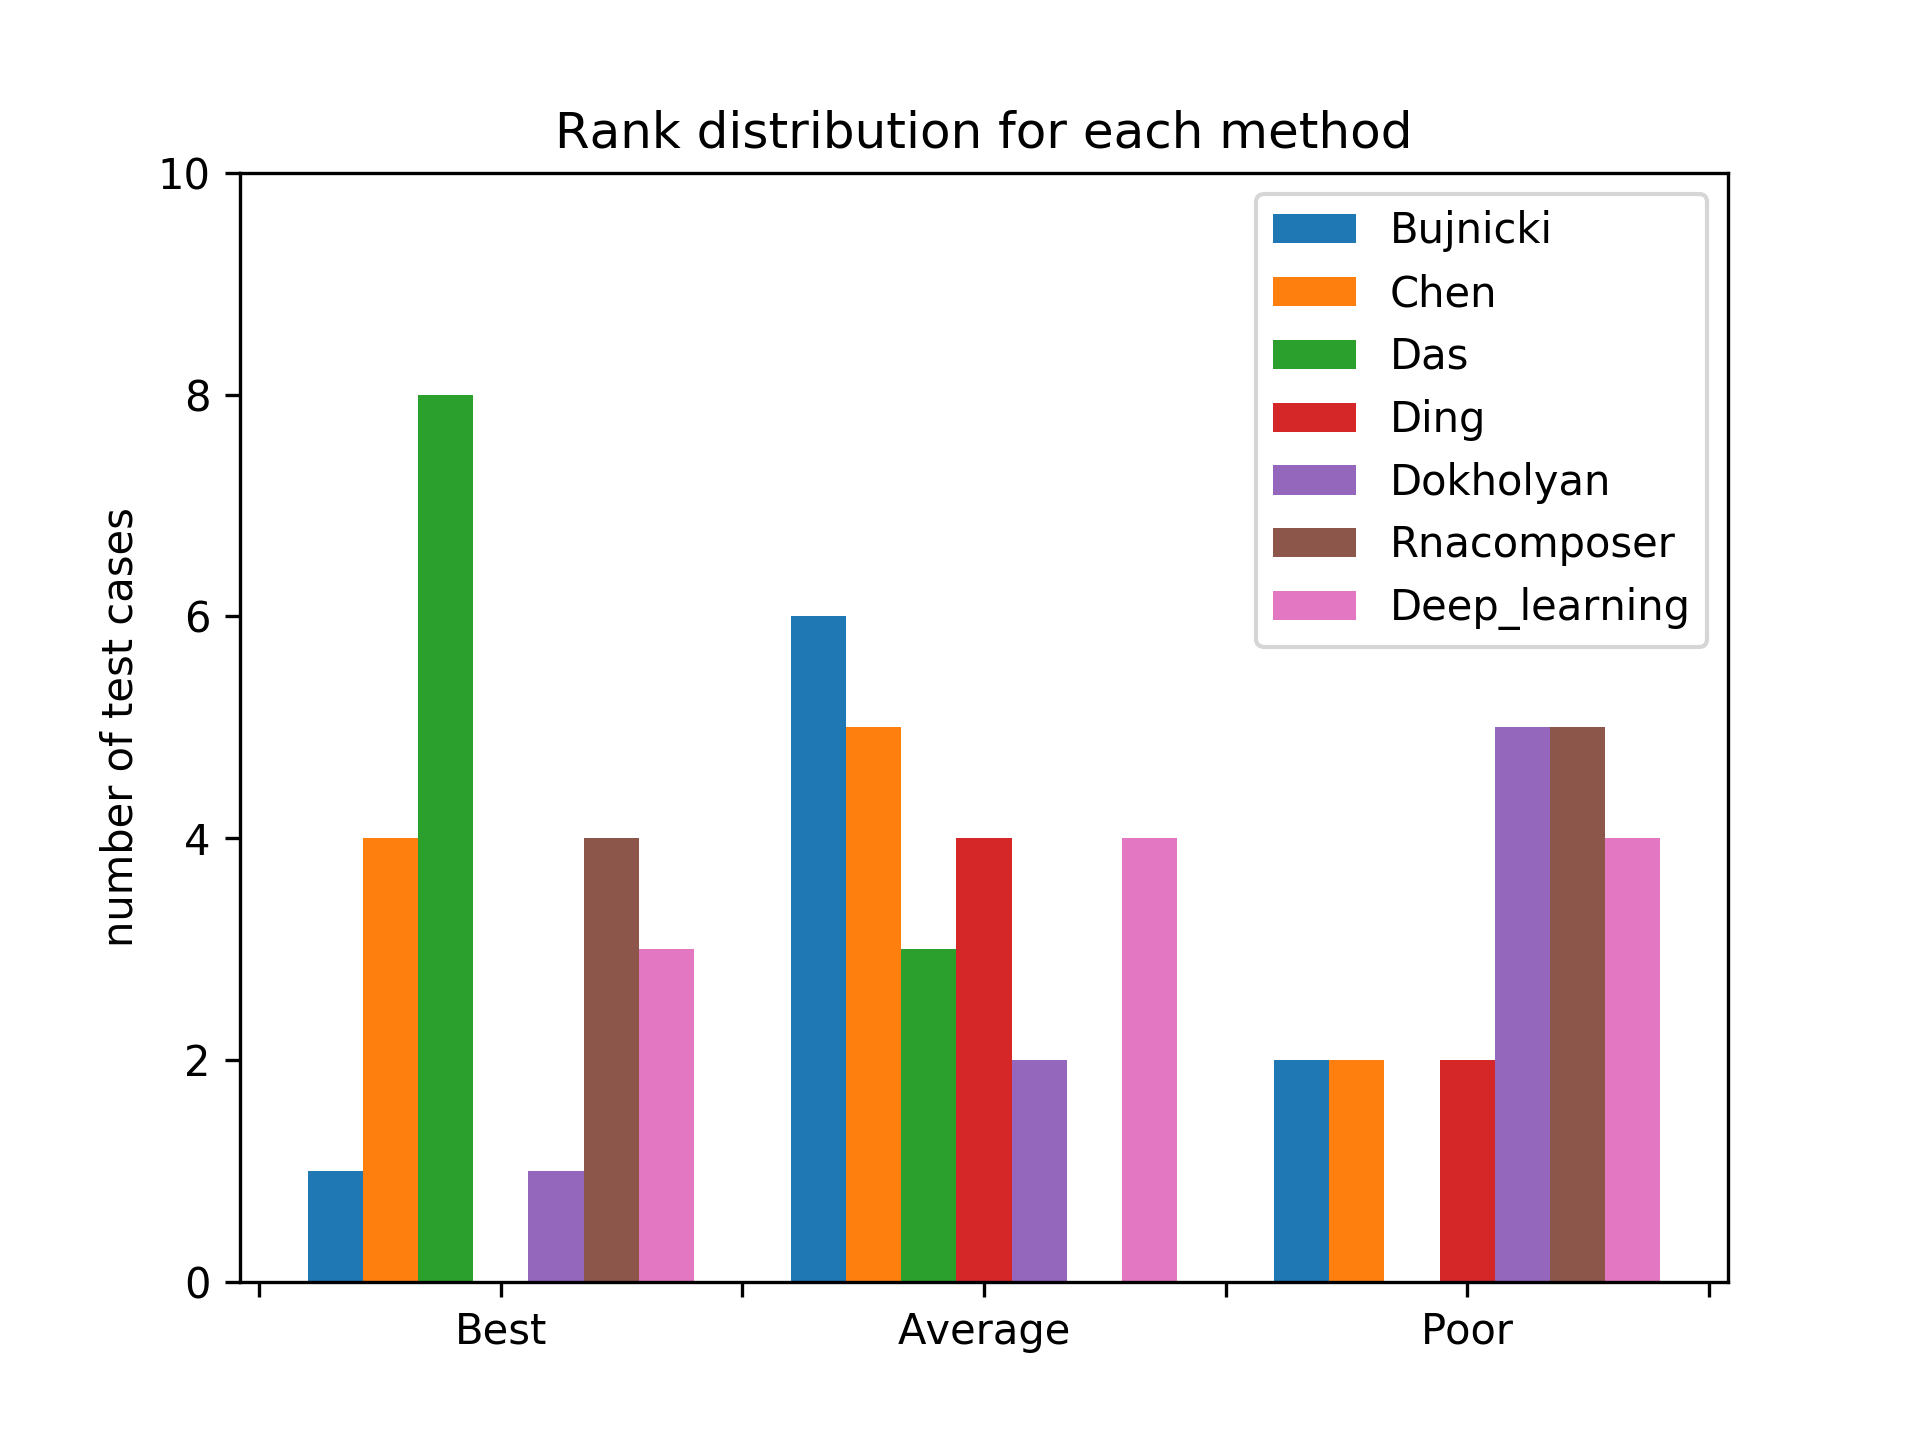 Rank distribution for each method
10
8
6
4
2
0
number of test cases
Bujnicki
Chen
Das
Ding
Dokholyan
Rnacomposer
Deep_learning
Best
Average
Poor